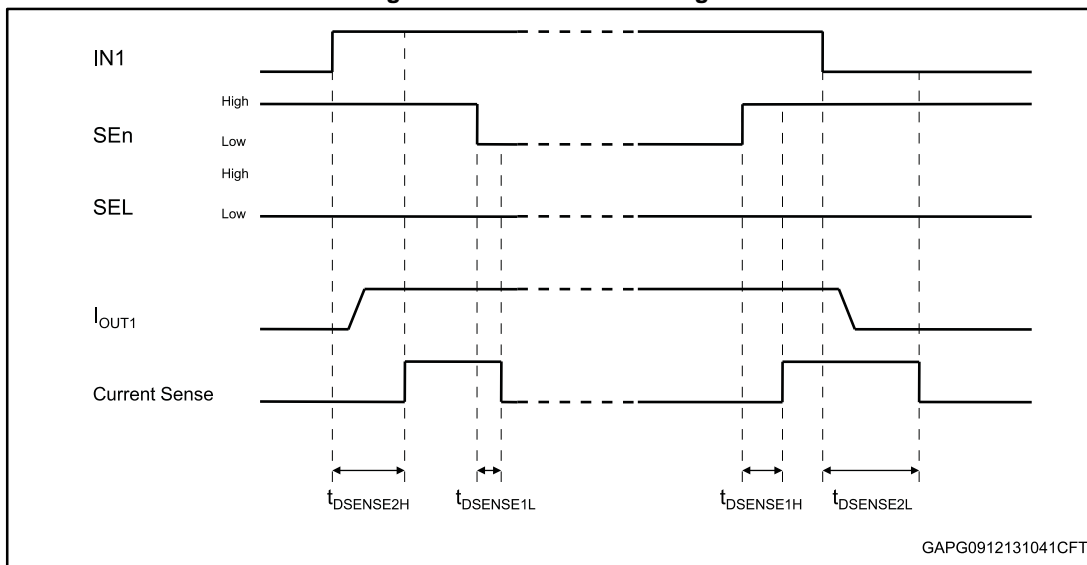 IN1
High
SEn
Low
High
SEL
Low
IOUT1
Current Sense
tDSENSE2H
tDSENSE1L
tDSENSE1H
tDSENSE2L
GAPG0912131041CFT